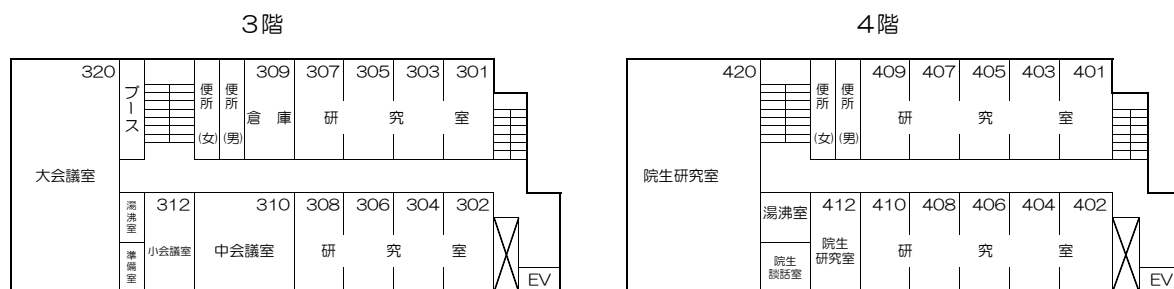 3階
320
ブース
便所
(女)
便所
(男)
309
307
305
303
301
倉庫
研究室
大会議室
湯沸室
準備室
312
小会議室
310
中会議室
308
306
304
302
研究室
EV
4階
420
便所
(女)
便所
(男)
409
407
405
403
401
研究室
院生研究室
湯沸室
院生
談話室
412
院生
研究室
410
408
406
404
402
研究室
EV